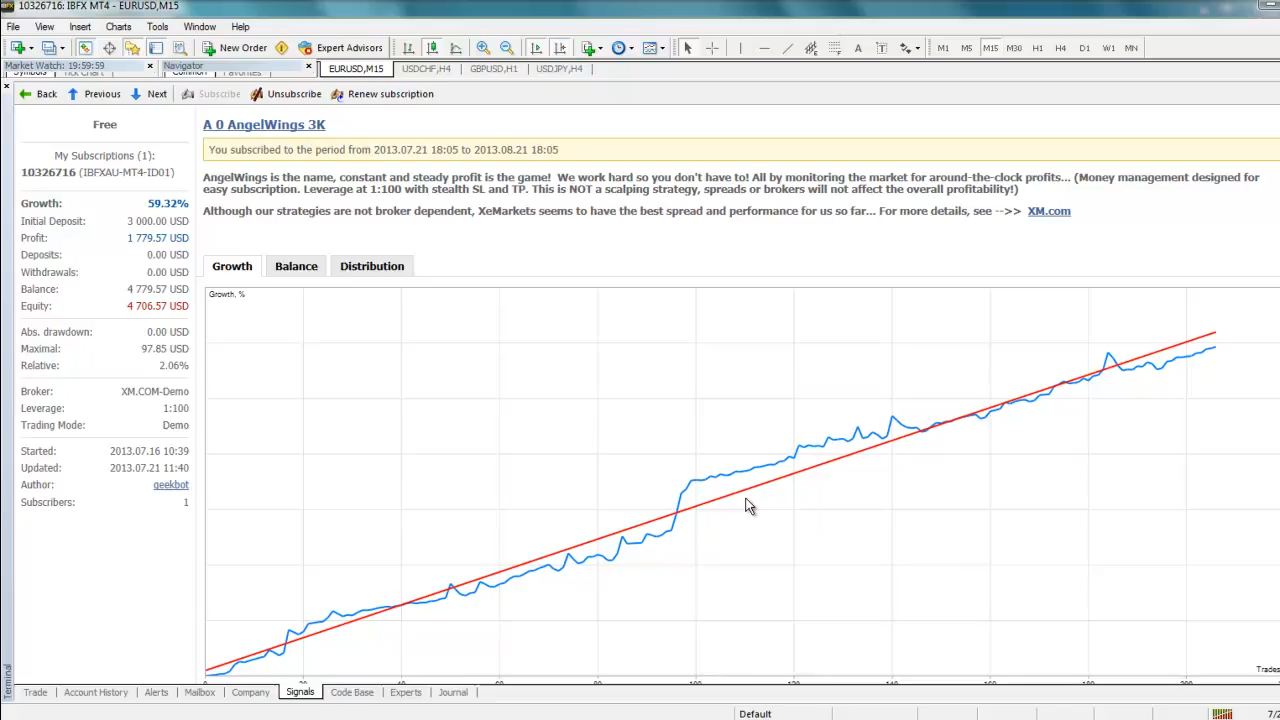 10326716: IBFX MT4 - EURUSD,M15
File View Insert Charts Tools Window Help
New Order Expert Advisors A T M1 M5 M15 M30 H1 H4 D1 W1 MN
Market Watch: 19:59:59 Navigator
Symbols Tick Chart Common Favorites EURUSD,M15 USDCHF,H4 GBPUSD,H1 USDJPY,H4
Back Previous Next Subscribe Unsubscribe Renew subscription
Free
My Subscriptions (1):
10326716 (IBFXAU-MT4-ID01)
Growth: 59.32%
Initial Deposit: 3 000.00 USD
Profit: 1 779.57 USD
Deposits: 0.00 USD
Withdrawals: 0.00 USD
Balance: 4 779.57 USD
Equity: 4 706.57 USD
Abs. drawdown: 0.00 USD
Maximal: 97.85 USD
Relative: 2.06%
Broker: XM.COM-Demo
Leverage: 1:100
Trading Mode: Demo
Started: 2013.07.16 10:39
Updated: 2013.07.21 11:40
Author: geekbot
Subscribers: 1
A 0 AngelWings 3K
You subscribed to the period from 2013.07.21 18:05 to 2013.08.21 18:05
AngelWings is the name, constant and steady profit is the game! We work hard so you don't have to! All by monitoring the market for around-the-clock profits... (Money management designed for
easy subscription. Leverage at 1:100 with stealth SL and TP. This is NOT a scalping strategy, spreads or brokers will not affect the overall profitability!)
Although our strategies are not broker dependent, XeMarkets seems to have the best spread and performance for us so far... For more details, see -->> XM.com
Growth Balance Distribution
Growth, %
Trades
Terminal
Trade Account History Alerts Mailbox Company Signals Code Base Experts Journal
Default